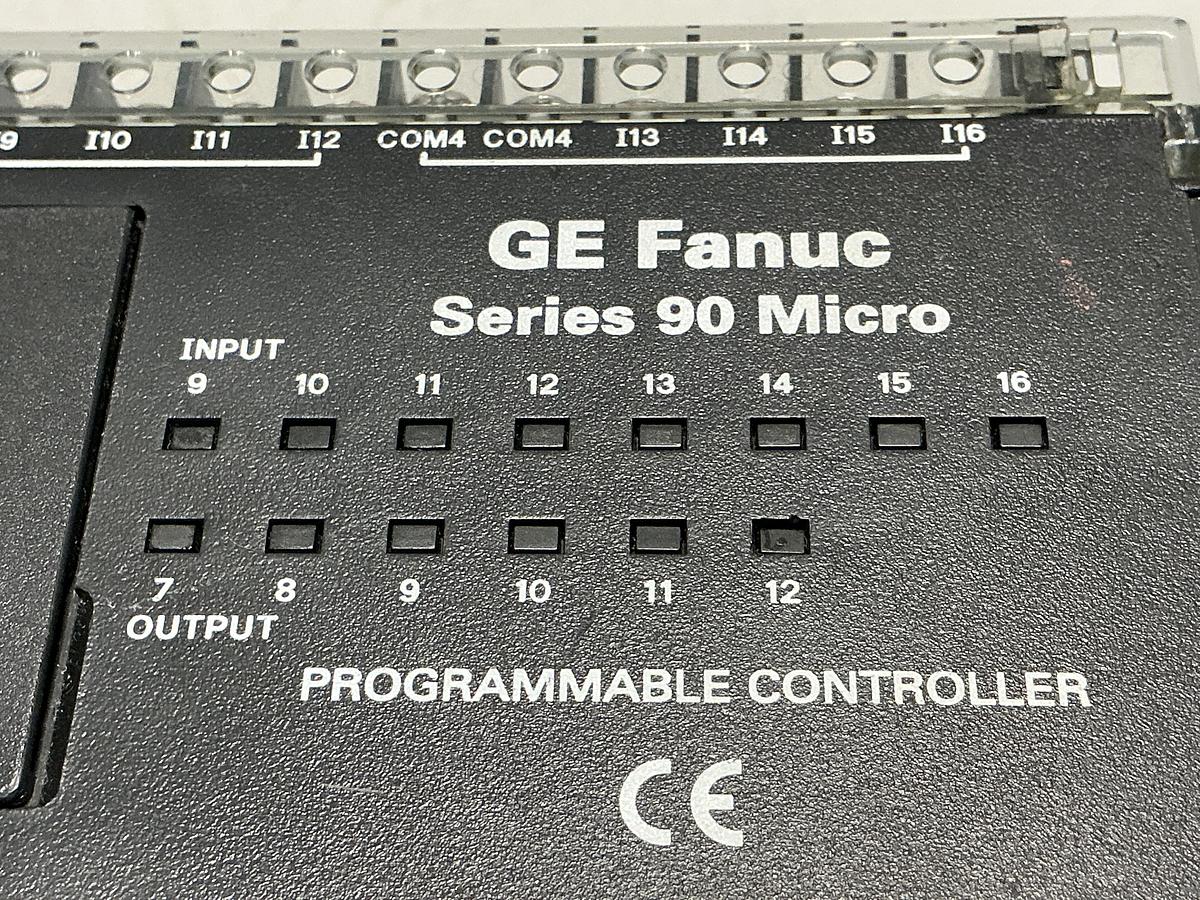 I9 I10 I11 I12 COM4 COM4 I13 I14 I15 I16
GE Fanuc
Series 90 Micro
INPUT
9 10 11 12 13 14 15 16
7 8 9 10 11 12
OUTPUT
PROGRAMMABLE CONTROLLER
CE